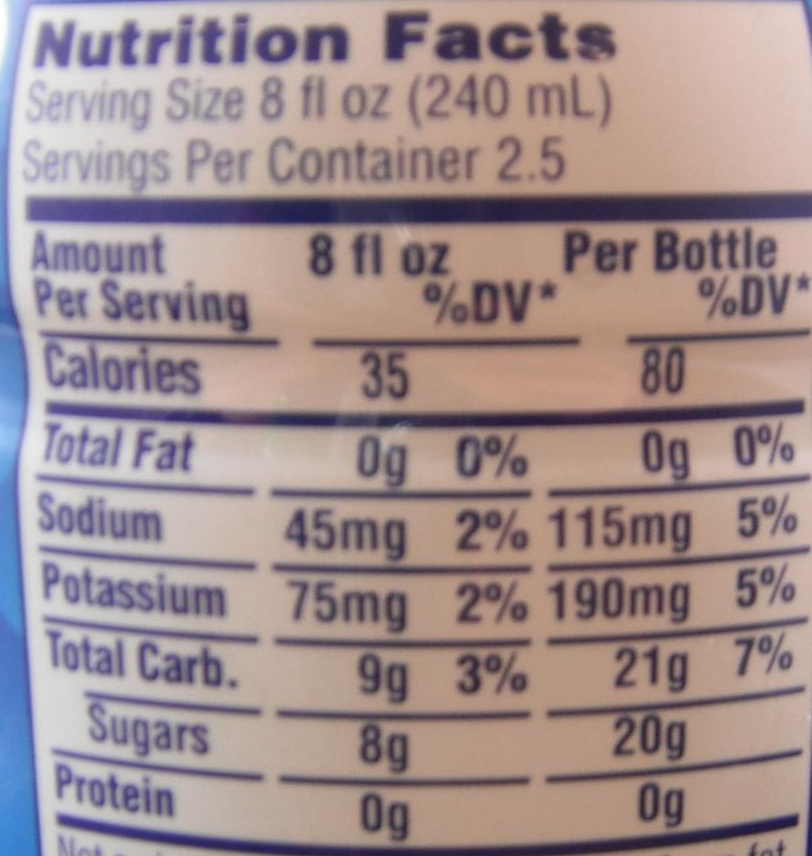 Nutrition Facts
Serving Size 8 fl oz (240 mL)
Servings Per Container 2.5
Amount 8 fl oz Per Bottle
Per Serving %DV* %DV*
Calories 35 80
Total Fat 0g 0% 0g 0%
Sodium 45mg 2% 115mg 5%
Potassium 75mg 2% 190mg 5%
Total Carb. 9g 3% 21g 7%
Sugars 8g 20g
Protein 0g 0g
Not fat